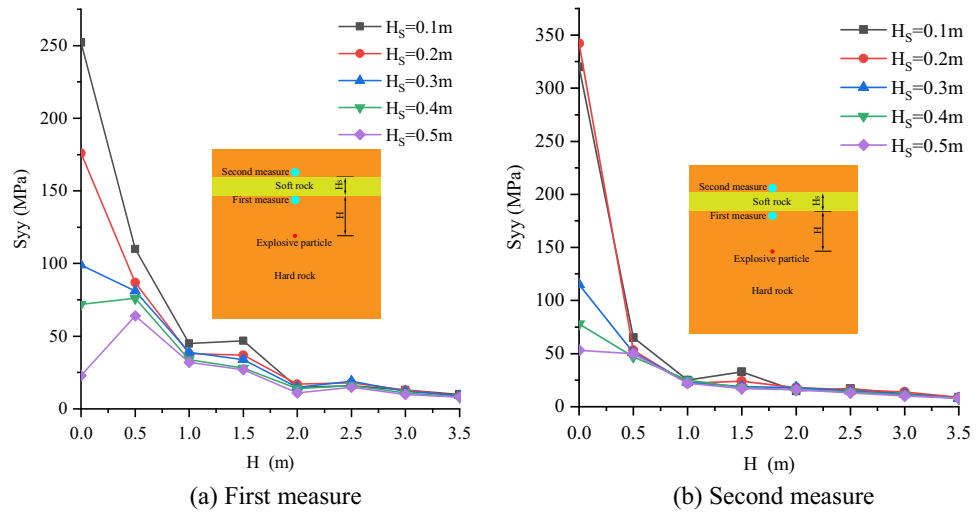 250
200
150
100
50
0
Syy (MPa)
0.0 0.5 1.0 1.5 2.0 2.5 3.0 3.5
H (m)
H_S=0.1m
H_S=0.2m
H_S=0.3m
H_S=0.4m
H_S=0.5m
Second measure
Soft rock
Hs
First measure
H
Explosive particle
Hard rock
(a) First measure
350
300
250
200
150
100
50
0
Syy (MPa)
0.0 0.5 1.0 1.5 2.0 2.5 3.0 3.5
H (m)
H_S=0.1m
H_S=0.2m
H_S=0.3m
H_S=0.4m
H_S=0.5m
Second measure
Soft rock
Hs
First measure
H
Explosive particle
Hard rock
(b) Second measure